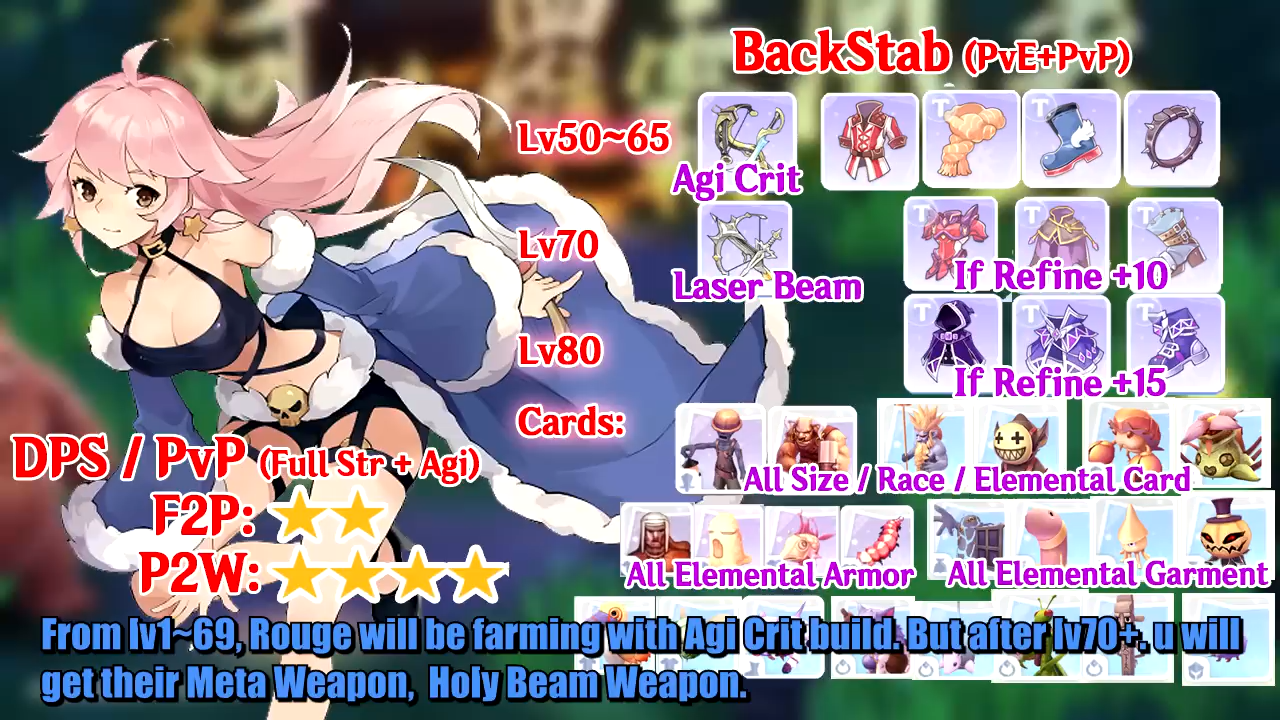 BackStab (PvE+PvP)
Lv50~65
Agi Crit
Lv70
Laser Beam
If Refine +10
Lv80
If Refine +15
Cards:
All Size / Race / Elemental Card
DPS / PvP (Full Str + Agi)
F2P:
P2W:
All Elemental Armor
All Elemental Garment
From lv1~69, Rouge will be farming with Agi Crit build. But after lv70+. u will
get their Meta Weapon, Holy Beam Weapon.
T
T
T
T
T
T
T
T